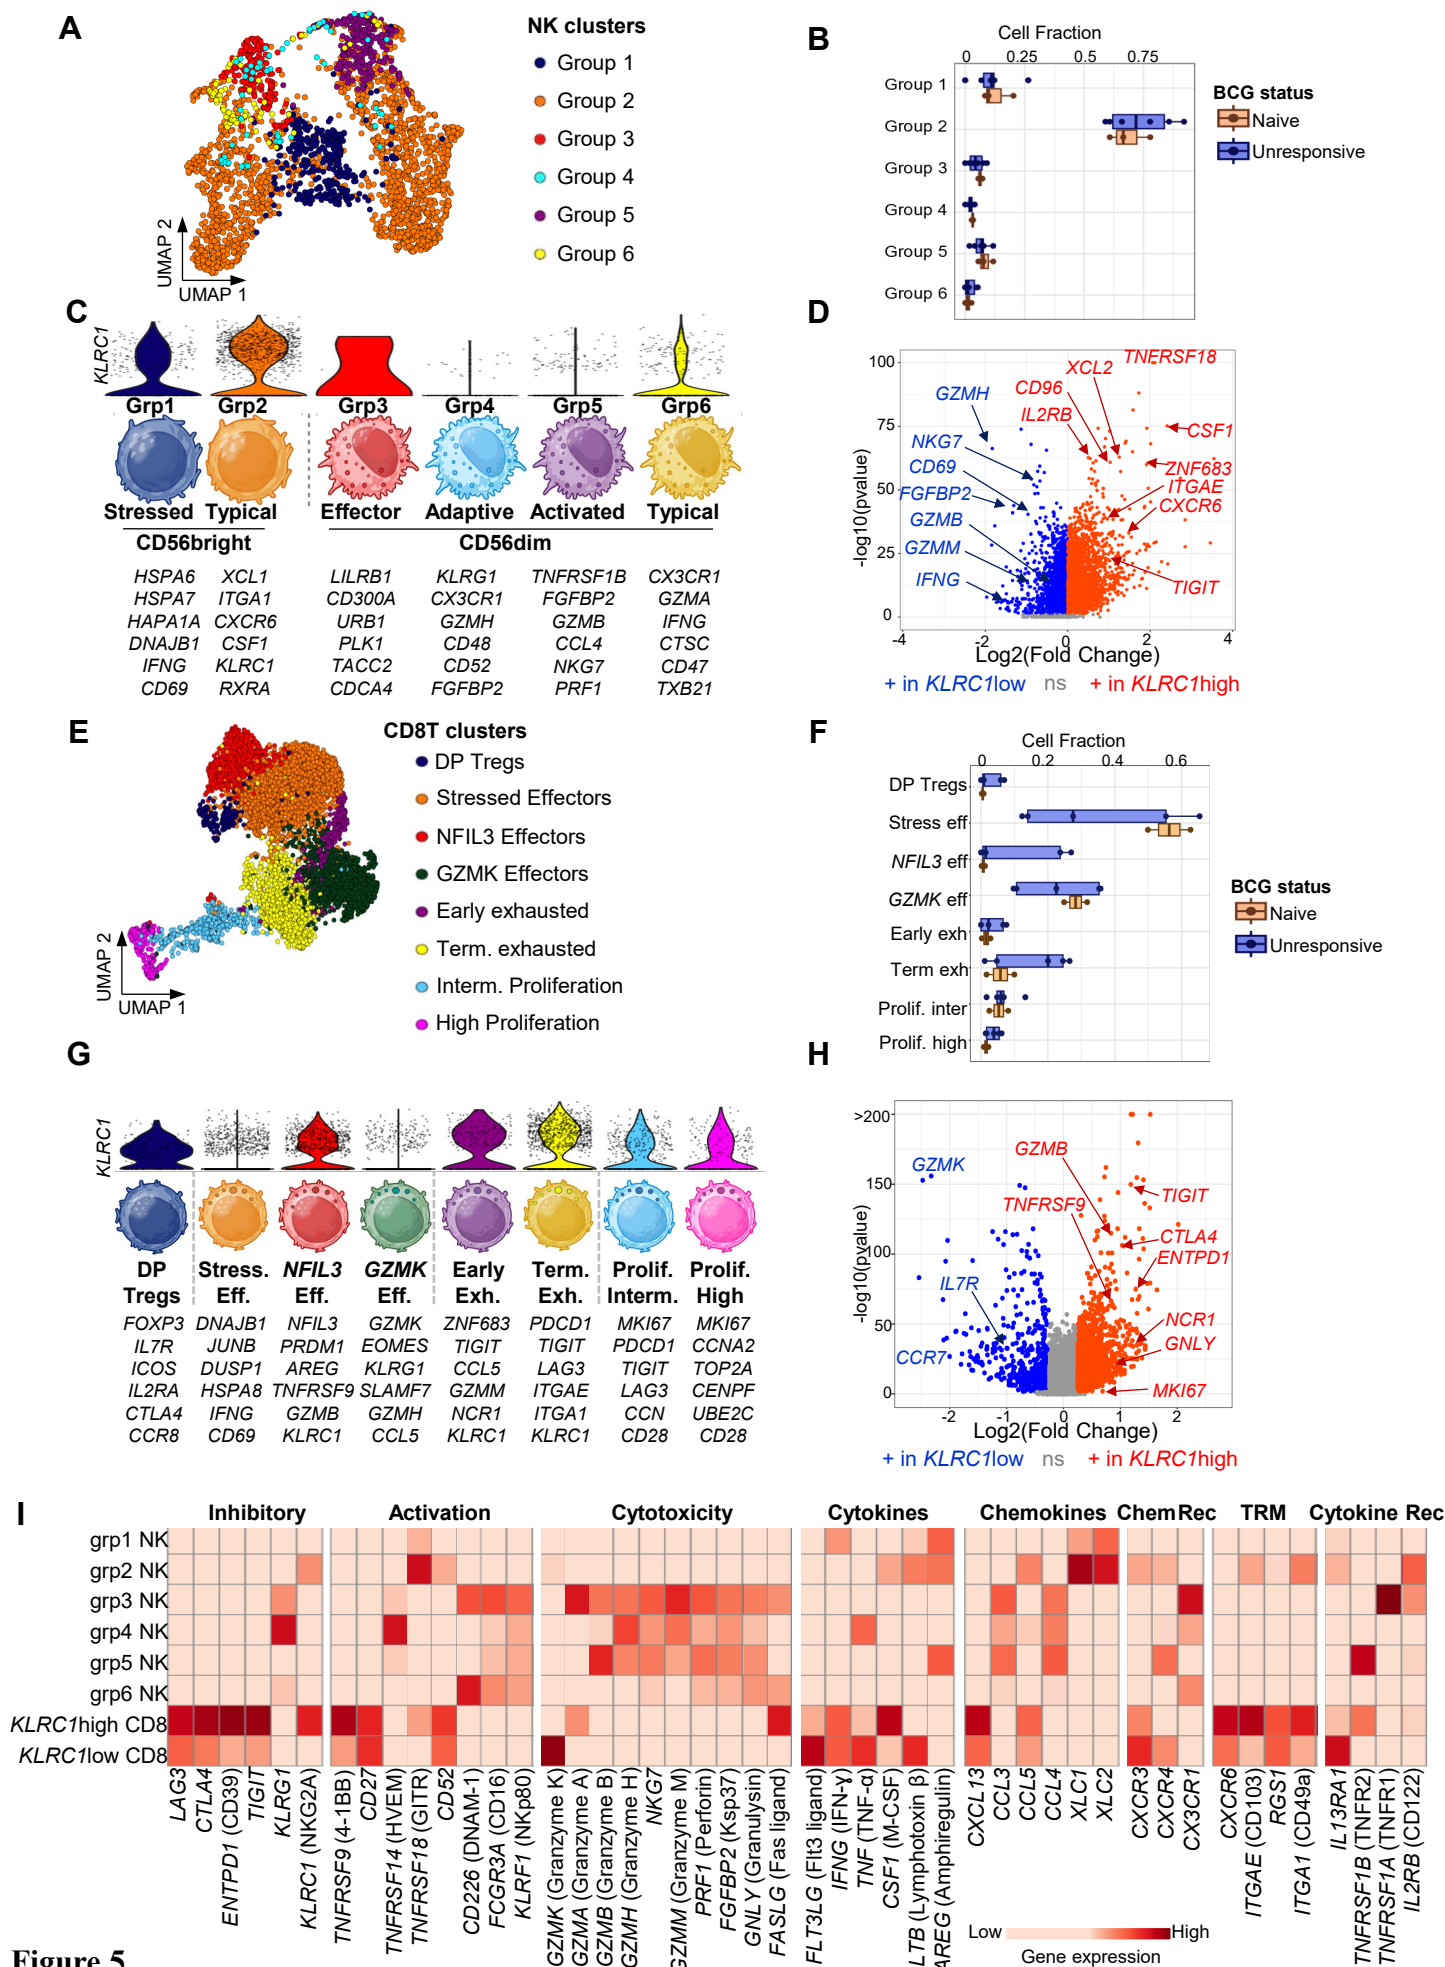 A
NK clusters
Group 1
Group 2
Group 3
Group 4
Group 5
Group 6
UMAP 2
UMAP 1
B
Cell Fraction
0 0.25 0.5 0.75
Group 1
Group 2
Group 3
Group 4
Group 5
Group 6
BCG status
Naive
Unresponsive
C
KLRC1
Grp1 Grp2 Grp3 Grp4 Grp5 Grp6
Stressed Typical Effector Adaptive Activated Typical
CD56bright CD56dim
HSPA6 XCL1 LILRB1 KLRG1 TNFRSF1B CX3CR1
HSPA7 ITGA1 CD300A CX3CR1 FGFBP2 GZMA
HAPA1A CXCR6 URB1 GZMH GZMB IFNG
DNAJB1 CSF1 PLK1 CD48 CCL4 CTSC
IFNG KLRC1 TACC2 CD52 NKG7 CD47
CD69 RXRA CDCA4 FGFBP2 PRF1 TXB21
D
-log10(pvalue)
100
75
50
25
0
-4 -2 0 2 4
TNFRSF18
XCL2
CD96
IL2RB
CSF1
ZNF683
ITGAE
CXCR6
TIGIT
GZMH
NKG7
CD69
FGFBP2
GZMB
GZMM
IFNG
Log2(Fold Change)
+ in KLRC1low ns + in KLRC1high
E
CD8T clusters
DP Tregs
Stressed Effectors
NFIL3 Effectors
GZMK Effectors
Early exhausted
Term. exhausted
Interm. Proliferation
High Proliferation
UMAP 2
UMAP 1
F
Cell Fraction
0 0.2 0.4 0.6
DP Tregs
Stress eff
NFIL3 eff
GZMK eff
Early exh
Term exh
Prolif. inter
Prolif. high
BCG status
Naive
Unresponsive
G
KLRC1
DP Stress. NFIL3 GZMK Early Term. Prolif. Prolif.
Tregs Eff. Eff. Eff. Exh. Exh. Interm. High
FOXP3 DNAJB1 NFIL3 GZMK ZNF683 PDCD1 MKI67 MKI67
IL7R JUNB PRDM1 EOMES TIGIT TIGIT PDCD1 CCNA2
ICOS DUSP1 AREG KLRG1 CCL5 LAG3 TIGIT TOP2A
IL2RA HSPA8 TNFRSF9 SLAMF7 GZMM ITGAE LAG3 CENPF
CTLA4 IFNG GZMB GZMH NCR1 ITGA1 CCN UBE2C
CCR8 CD69 KLRC1 CCL5 KLRC1 KLRC1 CD28 CD28
H
-log10(pvalue)
>200
150
100
50
0
-2 -1 0 1 2
GZMK
IL7R
CCR7
GZMB
TNFRSF9
TIGIT
CTLA4
ENTPD1
NCR1
GNLY
MKI67
Log2(Fold Change)
+ in KLRC1low ns + in KLRC1high
I
Inhibitory Activation Cytotoxicity Cytokines Chemokines ChemRec TRM Cytokine Rec
grp1 NK
grp2 NK
grp3 NK
grp4 NK
grp5 NK
grp6 NK
KLRC1high CD8
KLRC1low CD8
LAG3
CTLA4
ENTPD1 (CD39)
TIGIT
KLRG1
KLRC1 (NKG2A)
TNFRSF9 (4-1BB)
CD27
TNFRSF14 (HVEM)
TNFRSF18 (GITR)
CD52
CD226 (DNAM-1)
FCGR3A (CD16)
KLRF1 (NKp80)
GZMK (Granzyme K)
GZMA (Granzyme A)
GZMB (Granzyme B)
GZMH (Granzyme H)
NKG7
GZMM (Granzyme M)
PRF1 (Perforin)
FGFBP2 (Ksp37)
GNLY (Granulysin)
FASLG (Fas ligand)
FLT3LG (Flt3 ligand)
IFNG (IFN-ɣ)
TNF (TNF-α)
CSF1 (M-CSF)
LTB (Lymphotoxin β)
AREG (Amphiregulin)
CXCL13
CCL3
CCL5
CCL4
XLC1
XLC2
CXCR3
CXCR4
CX3CR1
CXCR6
ITGAE (CD103)
RGS1
ITGA1 (CD49a)
IL13RA1
TNFRSF1B (TNFR2)
TNFRSF1A (TNFR1)
IL2RB (CD122)
Low High
Gene expression
Figure 5